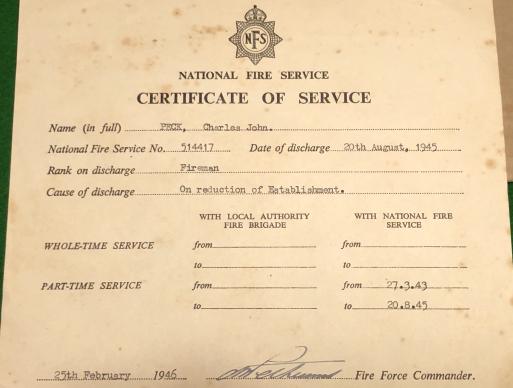 NFS
NATIONAL FIRE SERVICE
CERTIFICATE OF SERVICE
Name (in full) PECK, Charles John.
National Fire Service No. 514417 Date of discharge 20th August, 1945
Rank on discharge Fireman
Cause of discharge On reduction of Establishment.
WITH LOCAL AUTHORITY FIRE BRIGADE WITH NATIONAL FIRE SERVICE
WHOLE-TIME SERVICE from from
to to
PART-TIME SERVICE from from 27.3.43
to to 20.8.45
25th February 1946 Fire Force Commander.